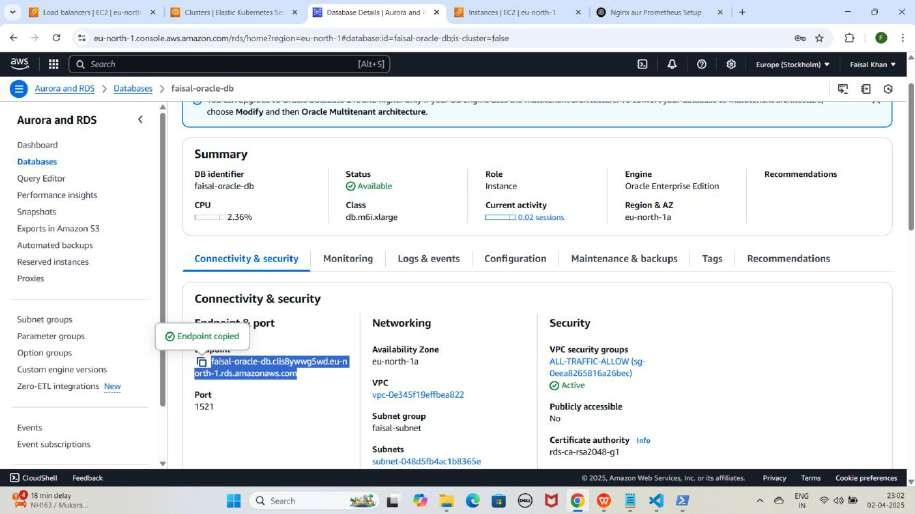 Load balancers | EC2 | eu-north
Clusters | Elastic Kubernetes Se
Database Details | Aurora and R
Instances | EC2 | eu-north-1
Nginx aur Prometheus Setup
eu-north-1.console.aws.amazon.com/rds/home?region=eu-north-1#database:id=faisal-oracle-db;is-cluster=false
F
aws
Search
[Alt+S]
Europe (Stockholm)
Faisal Khan
Aurora and RDS
Databases
faisal-oracle-db
Aurora and RDS
Dashboard
Databases
Query Editor
Performance insights
Snapshots
Exports in Amazon S3
Automated backups
Reserved instances
Proxies
Subnet groups
Parameter groups
Option groups
Custom engine versions
Zero-ETL integrations New
Events
Event subscriptions
choose Modify and then Oracle Multitenant architecture.
Summary
DB identifier
faisal-oracle-db
Status
Available
Role
Instance
Engine
Oracle Enterprise Edition
Recommendations
CPU
2.36%
Class
db.m6i.xlarge
Current activity
0.02 sessions
Region & AZ
eu-north-1a
Connectivity & security
Monitoring
Logs & events
Configuration
Maintenance & backups
Tags
Recommendations
Connectivity & security
Endpoint & port
Endpoint copied
Endpoint
faisal-oracle-db.clis8ywwg5wd.eu-n
orth-1.rds.amazonaws.com
Port
1521
Networking
Availability Zone
eu-north-1a
VPC
vpc-0e345f19effbea822
Subnet group
faisal-subnet
Subnets
subnet-048d5fb4ac1b8365e
Security
VPC security groups
ALL-TRAFFIC-ALLOW (sg-
0eea8265816a26bec)
Active
Publicly accessible
No
Certificate authority Info
rds-ca-rsa2048-g1
CloudShell
Feedback
© 2025, Amazon Web Services, Inc. or its affiliates.
Privacy
Terms
Cookie preferences
4
18 min delay
NH163 / Mukara...
Search
DELL
ENG
IN
23:02
02-04-2025